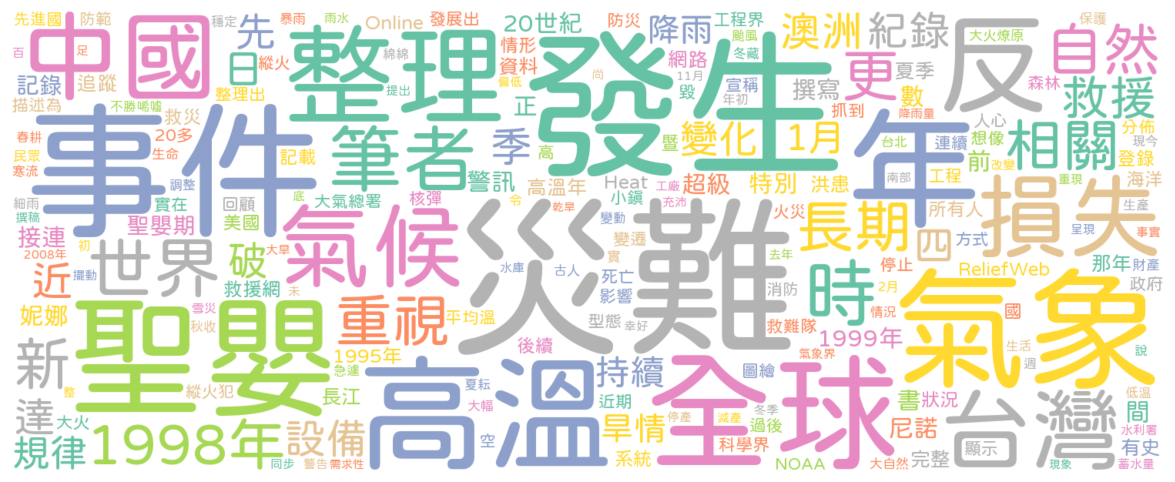 先進國 防範 穩定 暴雨 雨水 Online 發展出 20世紀 防災 工程界 大火燎原 保護
百 中國 足 先 縱火 綿綿 整理 情形 降雨 颱風 澳洲 紀錄 反 自然
記錄 追蹤 日 提出 資料 發生 網路 冬藏 更 夏季 森林
描述為 整理出 偏低 正 尚 11月 宣稱 毀 撰寫 數 救援
不勝唏噓 救災 事件 年初 抓到 降雨量 人心 分佈
春耕 20多 筆者 季 高 暨 變化 1月 年 台北 連續 想像 相關 現今
民眾 生命 記載 前 改變 登錄
寒流 調整 底 警訊 高溫年 Heat 工廠 超級 特別 洪患 南部 工程 重現 海洋
細雨 實在 回顧 大氣總署 核彈 令 小鎮 充沛 所有人 生產
撰稿 聖嬰期 美國 氣候 乾旱 災難 變動 火災 長期 呈現 損失 事實
接連 初 世界 破 大旱 變遷 去年 四 方式 那年 財產
2008年 擺動 近 救援網 未 水庫 古人 實 死亡 消防 時 停止 ReliefWeb 政府
雪災 影響 2月 氣象
妮娜 秋收 聖嬰 重視 平均溫 型態 幸好 救難隊 情況 國
新 1995年 後續 1999年 氣象界 生活 說
急遽 高溫 夏耘 持續 圖繪 全球 週
整 縱火犯 長江 大幅 近期 冬季 書 狀況 台灣 低溫
達 大火 1998年 設備 停產 減產 旱情 過後 尼諾 間 水利署
規律 空 科學界 完整 顯示 有史
同步 警告 需求性 系統 NOAA 大自然 現象 蓄水量